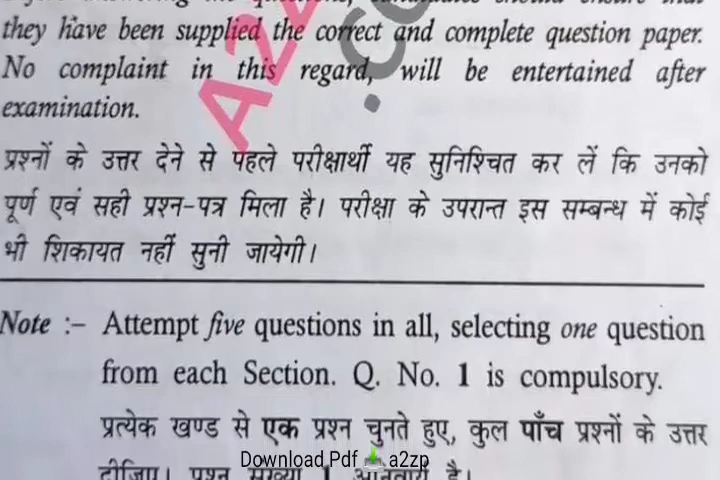 they have been supplied the correct and complete question paper.
No complaint in this regard, will be entertained after
examination.
प्रश्नों के उत्तर देने से पहले परीक्षार्थी यह सुनिश्चित कर लें कि उनको
पूर्ण एवं सही प्रश्न-पत्र मिला है। परीक्षा के उपरान्त इस सम्बन्ध में कोई
भी शिकायत नहीं सुनी जायेगी।
Note :– Attempt five questions in all, selecting one question
from each Section. Q. No. 1 is compulsory.
प्रत्येक खण्ड से एक प्रश्न चुनते हुए, कुल पाँच प्रश्नों के उत्तर
दीजिए। प्रश्न संख्या 1 अनिवार्य है।
Download Pdf a2zp